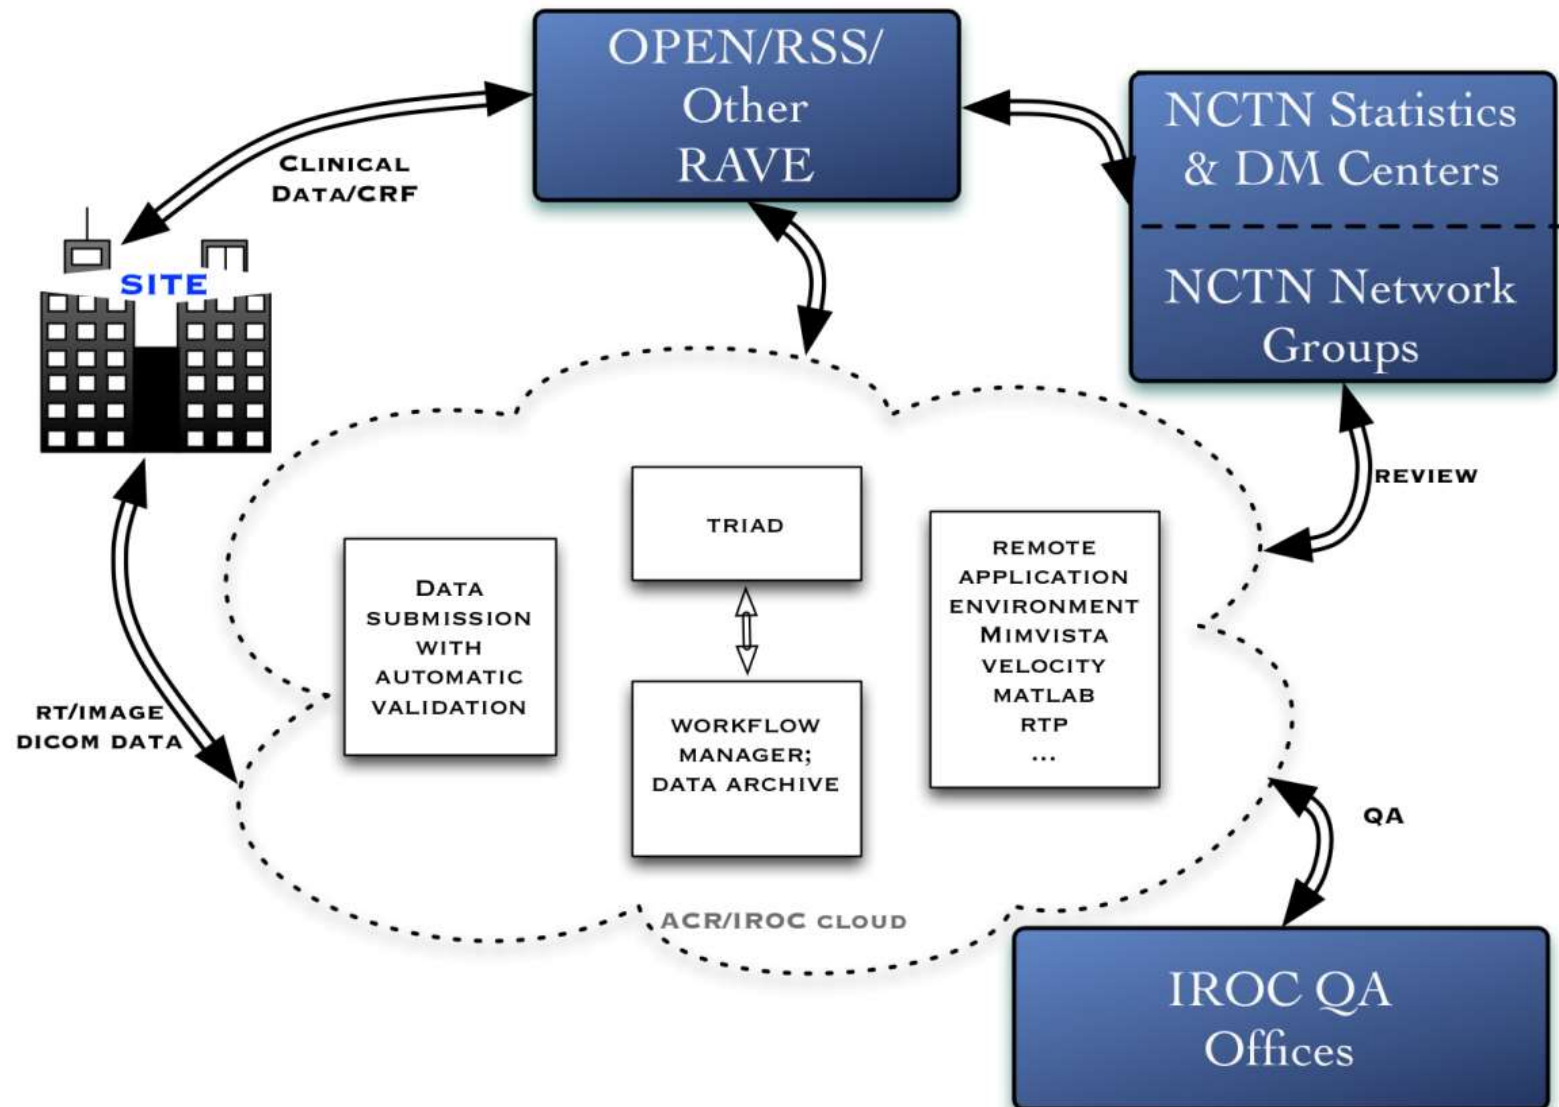 OPEN/RSS/
Other
RAVE
NCTN Statistics
& DM Centers
NCTN Network
Groups
CLINICAL
DATA/CRF
SITE
REVIEW
TRIAD
DATA
SUBMISSION
WITH
AUTOMATIC
VALIDATION
REMOTE
APPLICATION
ENVIRONMENT
MIMVISTA
VELOCITY
MATLAB
RTP
...
WORKFLOW
MANAGER;
DATA ARCHIVE
RT/IMAGE
DICOM DATA
QA
ACR/IROC CLOUD
IROC QA
Offices